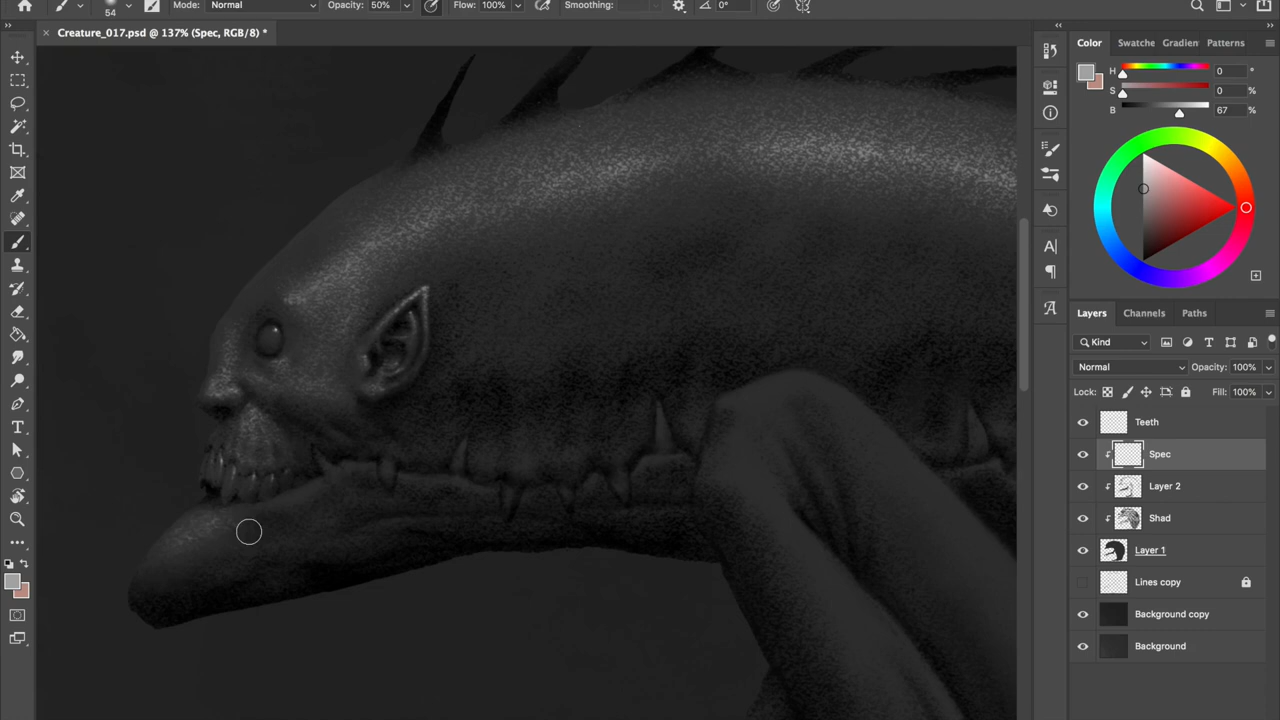 54 Mode: Normal Opacity: 50% Flow: 100% Smoothing: 0°
× Creature_017.psd @ 137% (Spec, RGB/8) *
Color Swatche Gradien Patterns
H 0 °
S 0 %
B 67 %
Layers Channels Paths
Kind
Normal Opacity: 100%
Lock: Fill: 100%
Teeth
Spec
Layer 2
Shad
Layer 1
Lines copy
Background copy
Background